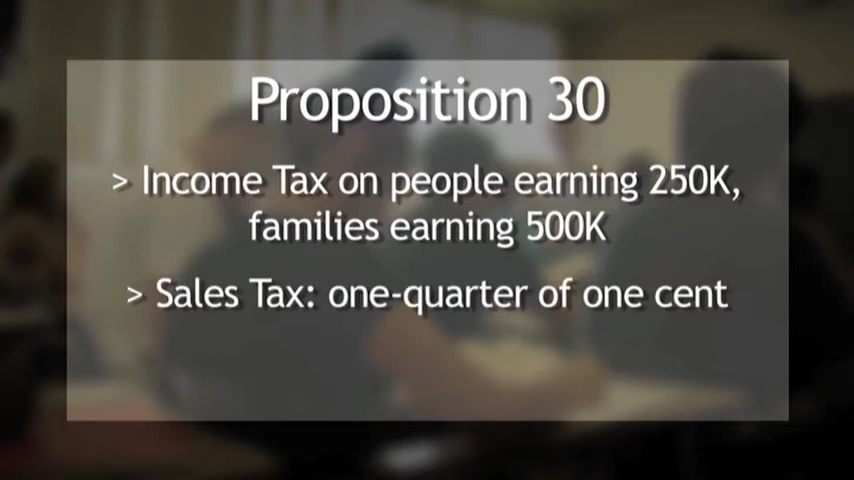 Proposition 30
> Income Tax on people earning 250K,
families earning 500K
> Sales Tax: one-quarter of one cent